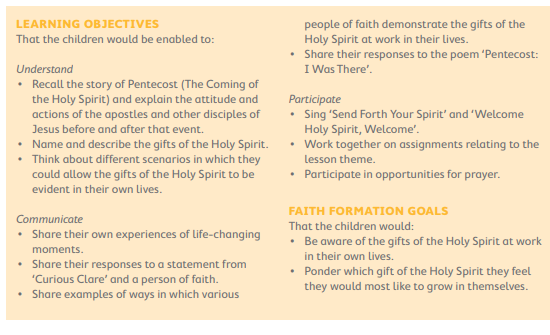 LEARNING OBJECTIVES
That the children would be enabled to:
Understand
• Recall the story of Pentecost (The Coming of
the Holy Spirit) and explain the attitude and
actions of the apostles and other disciples of
Jesus before and after that event.
• Name and describe the gifts of the Holy Spirit.
• Think about different scenarios in which they
could allow the gifts of the Holy Spirit to be
evident in their own lives.
Communicate
• Share their own experiences of life-changing
moments.
• Share their responses to a statement from
‘Curious Clare’ and a person of faith.
• Share examples of ways in which various
people of faith demonstrate the gifts of the
Holy Spirit at work in their lives.
• Share their responses to the poem ‘Pentecost:
I Was There’.
Participate
• Sing ‘Send Forth Your Spirit’ and ‘Welcome
Holy Spirit, Welcome’.
• Work together on assignments relating to the
lesson theme.
• Participate in opportunities for prayer.
FAITH FORMATION GOALS
That the children would:
• Be aware of the gifts of the Holy Spirit at work
in their own lives.
• Ponder which gift of the Holy Spirit they feel
they would most like to grow in themselves.